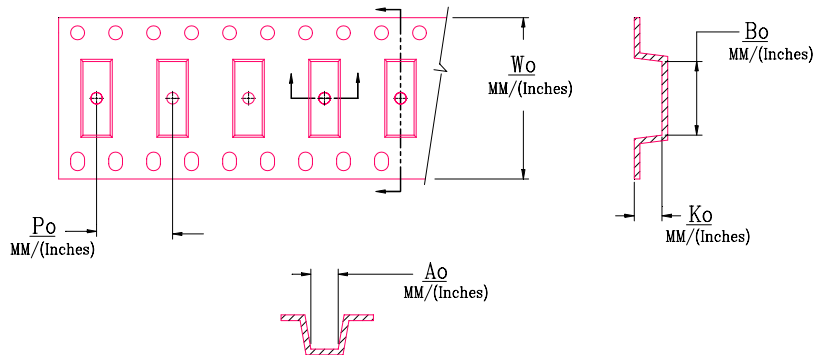 Wo
MM/(Inches)
Bo
MM/(Inches)
Po
MM/(Inches)
Ko
MM/(Inches)
Ao
MM/(Inches)